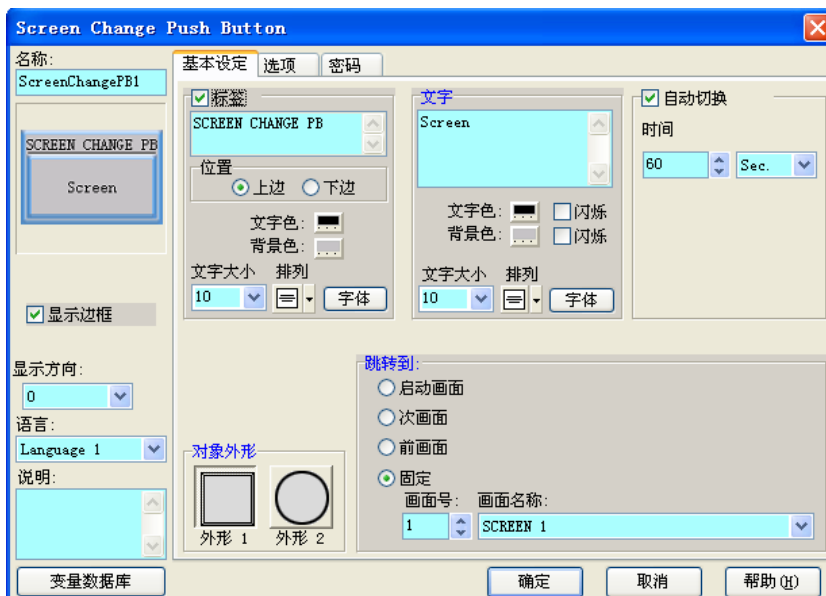 Screen Change Push Button
名称:
ScreenChangePB1
SCREEN CHANGE PB
Screen
显示边框
显示方向:
0
语言:
Language 1
说明:
变量数据库
基本设定 选项 密码
标签
SCREEN CHANGE PB
位置
上边 下边
文字色: ...
背景色: ...
文字大小 排列
10 字体
文字
Screen
文字色: ... 闪烁
背景色: ... 闪烁
文字大小 排列
10 字体
自动切换
时间
60 Sec.
对象外形
外形 1 外形 2
跳转到:
启动画面
次画面
前画面
固定
画面号: 画面名称:
1 SCREEN 1
确定 取消 帮助(H)